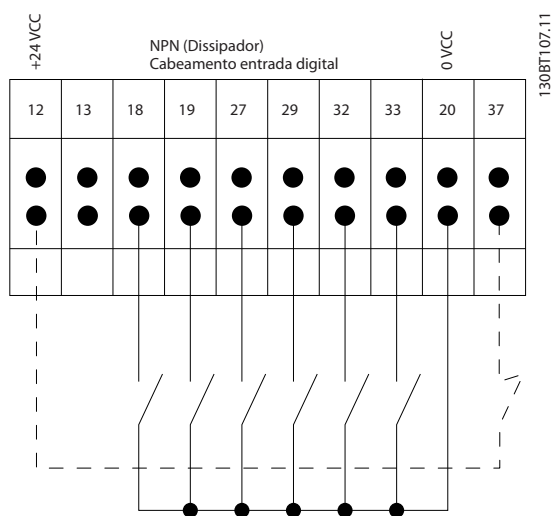 +24 VCC
NPN (Dissipador)
Cabeamento entrada digital
0 VCC
130BT107.11
12 13 18 19 27 29 32 33 20 37